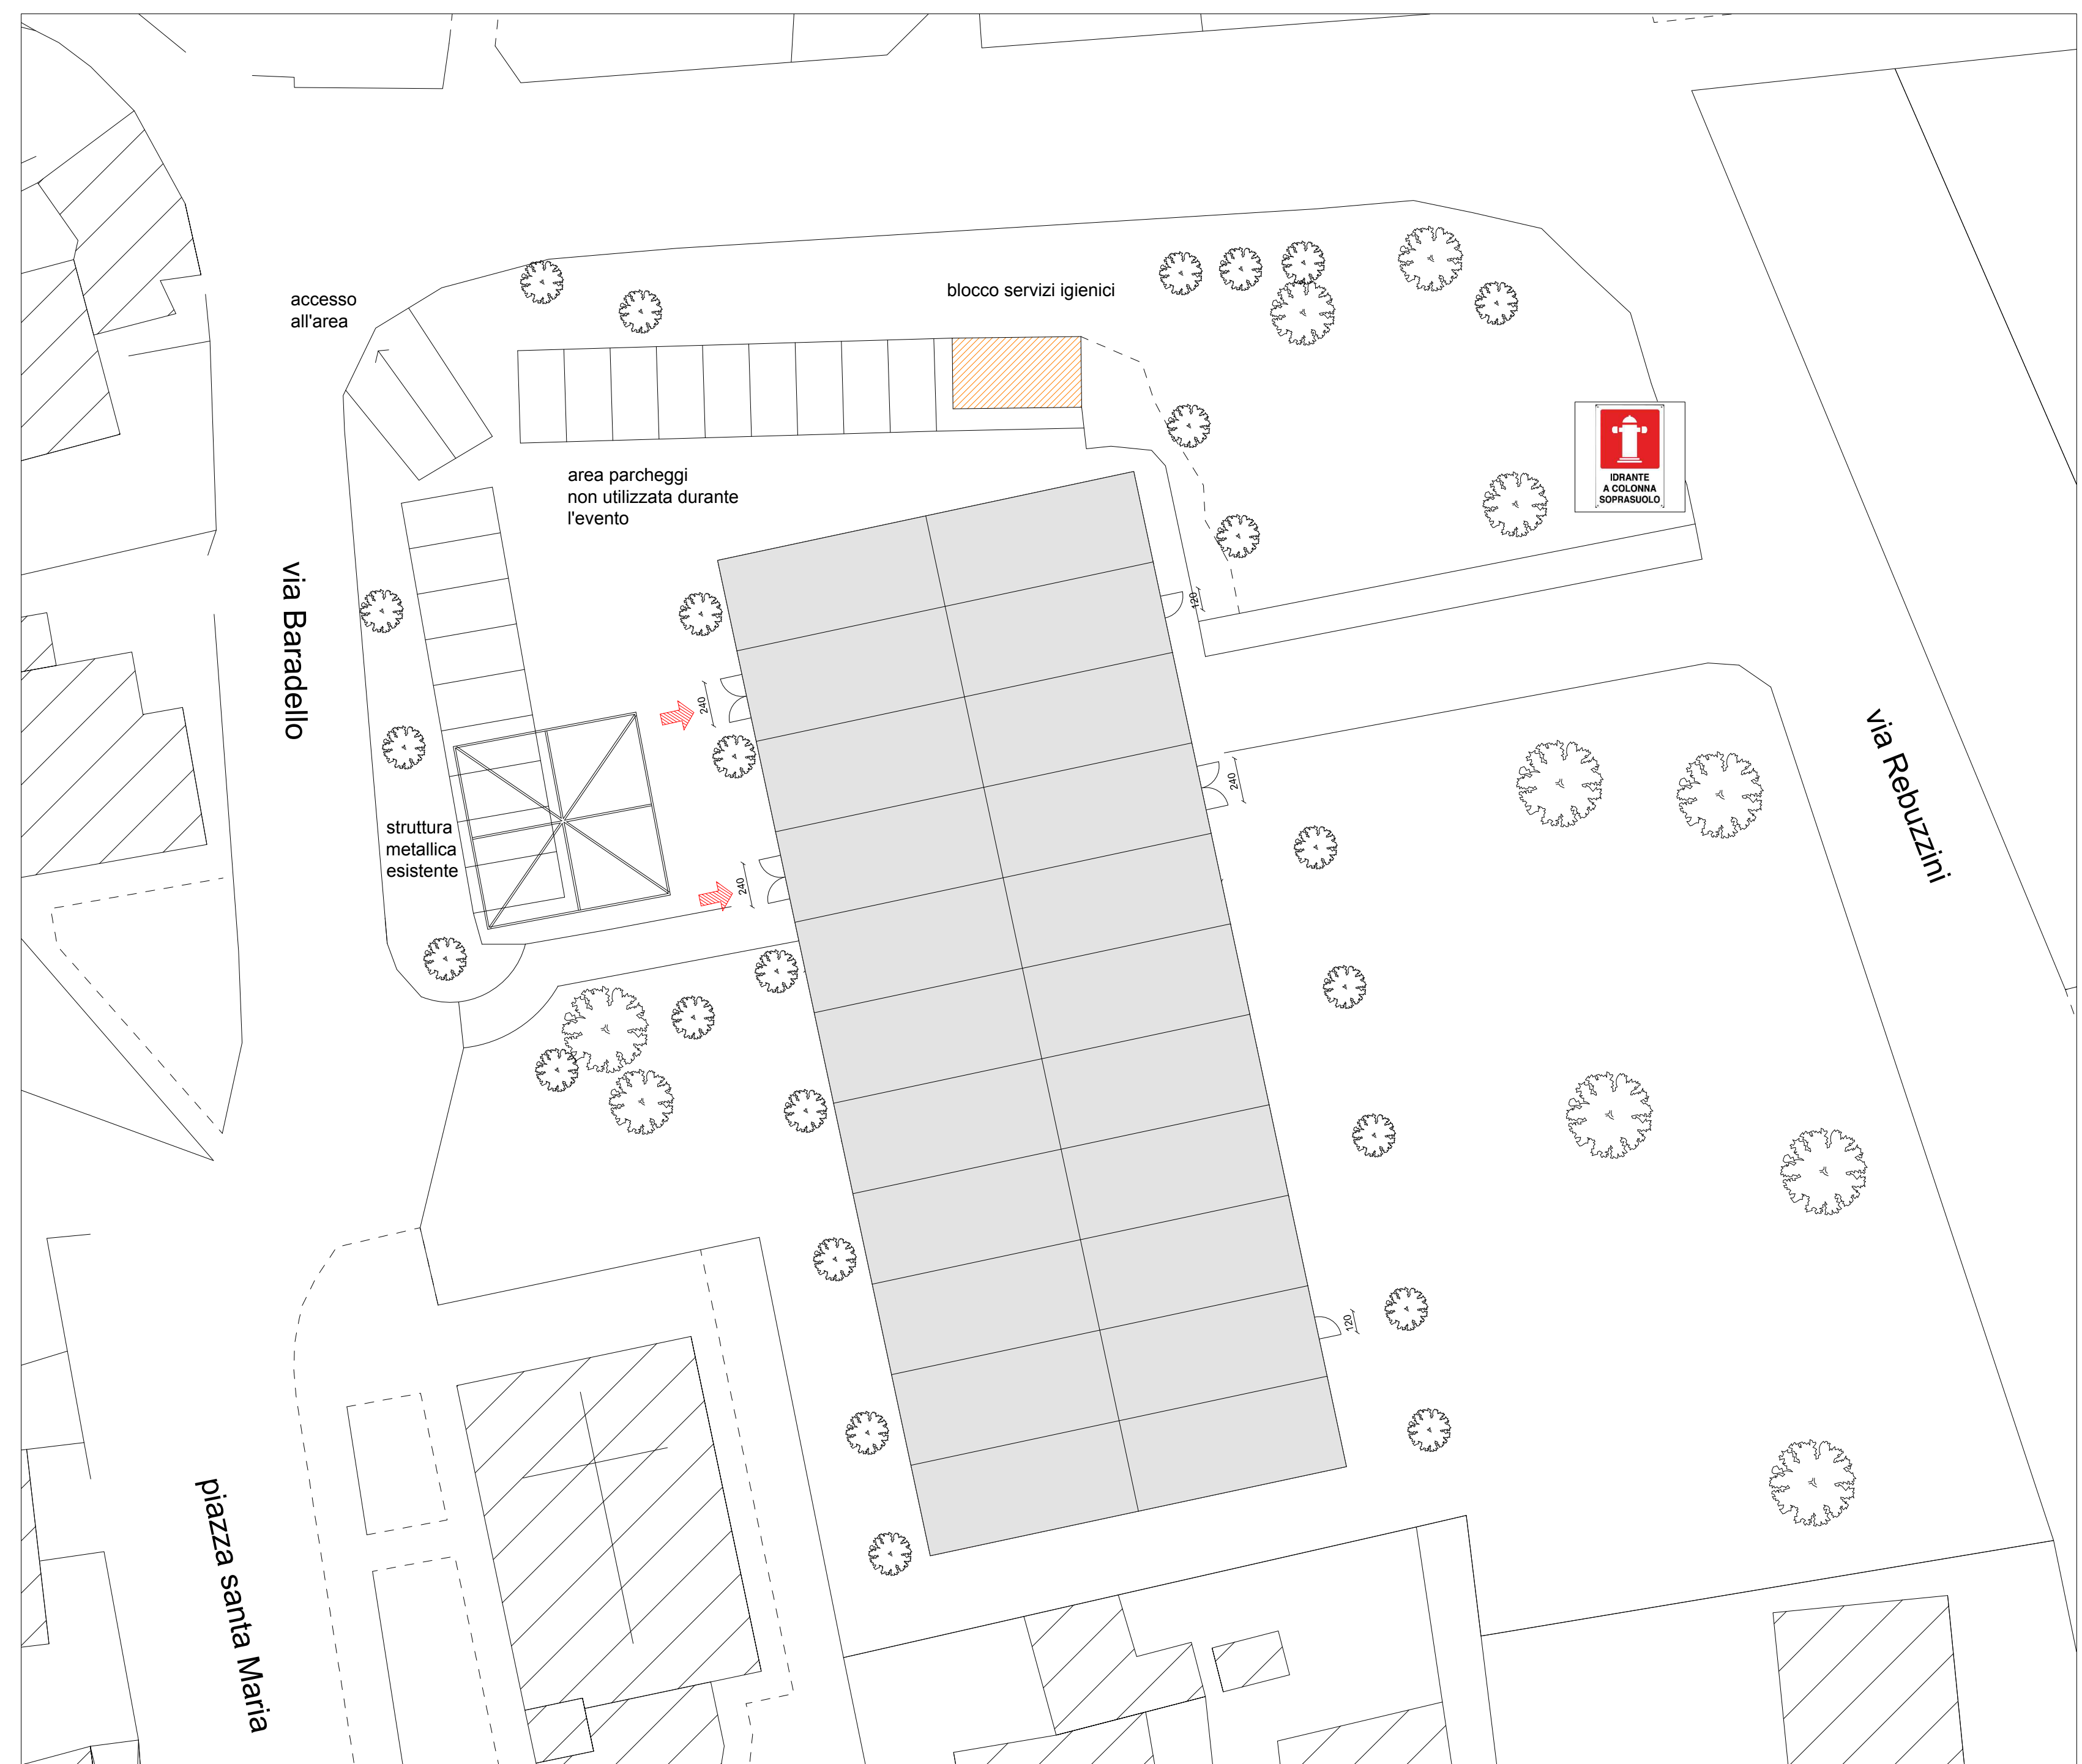 accesso
all'area
blocco servizi igienici
IDRANTE
A COLONNA
SOPRASUOLO
area parcheggi
non utilizzata durante
l'evento
via Baradello
120
240
via Rebuzzini
240
struttura
metallica
esistente
240
120
piazza santa Maria